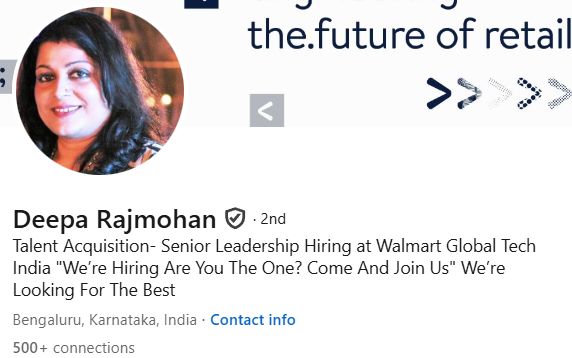 the.future of retail
Deepa Rajmohan · 2nd
Talent Acquisition- Senior Leadership Hiring at Walmart Global Tech
India "We’re Hiring Are You The One? Come And Join Us" We’re
Looking For The Best
Bengaluru, Karnataka, India · Contact info
500+ connections